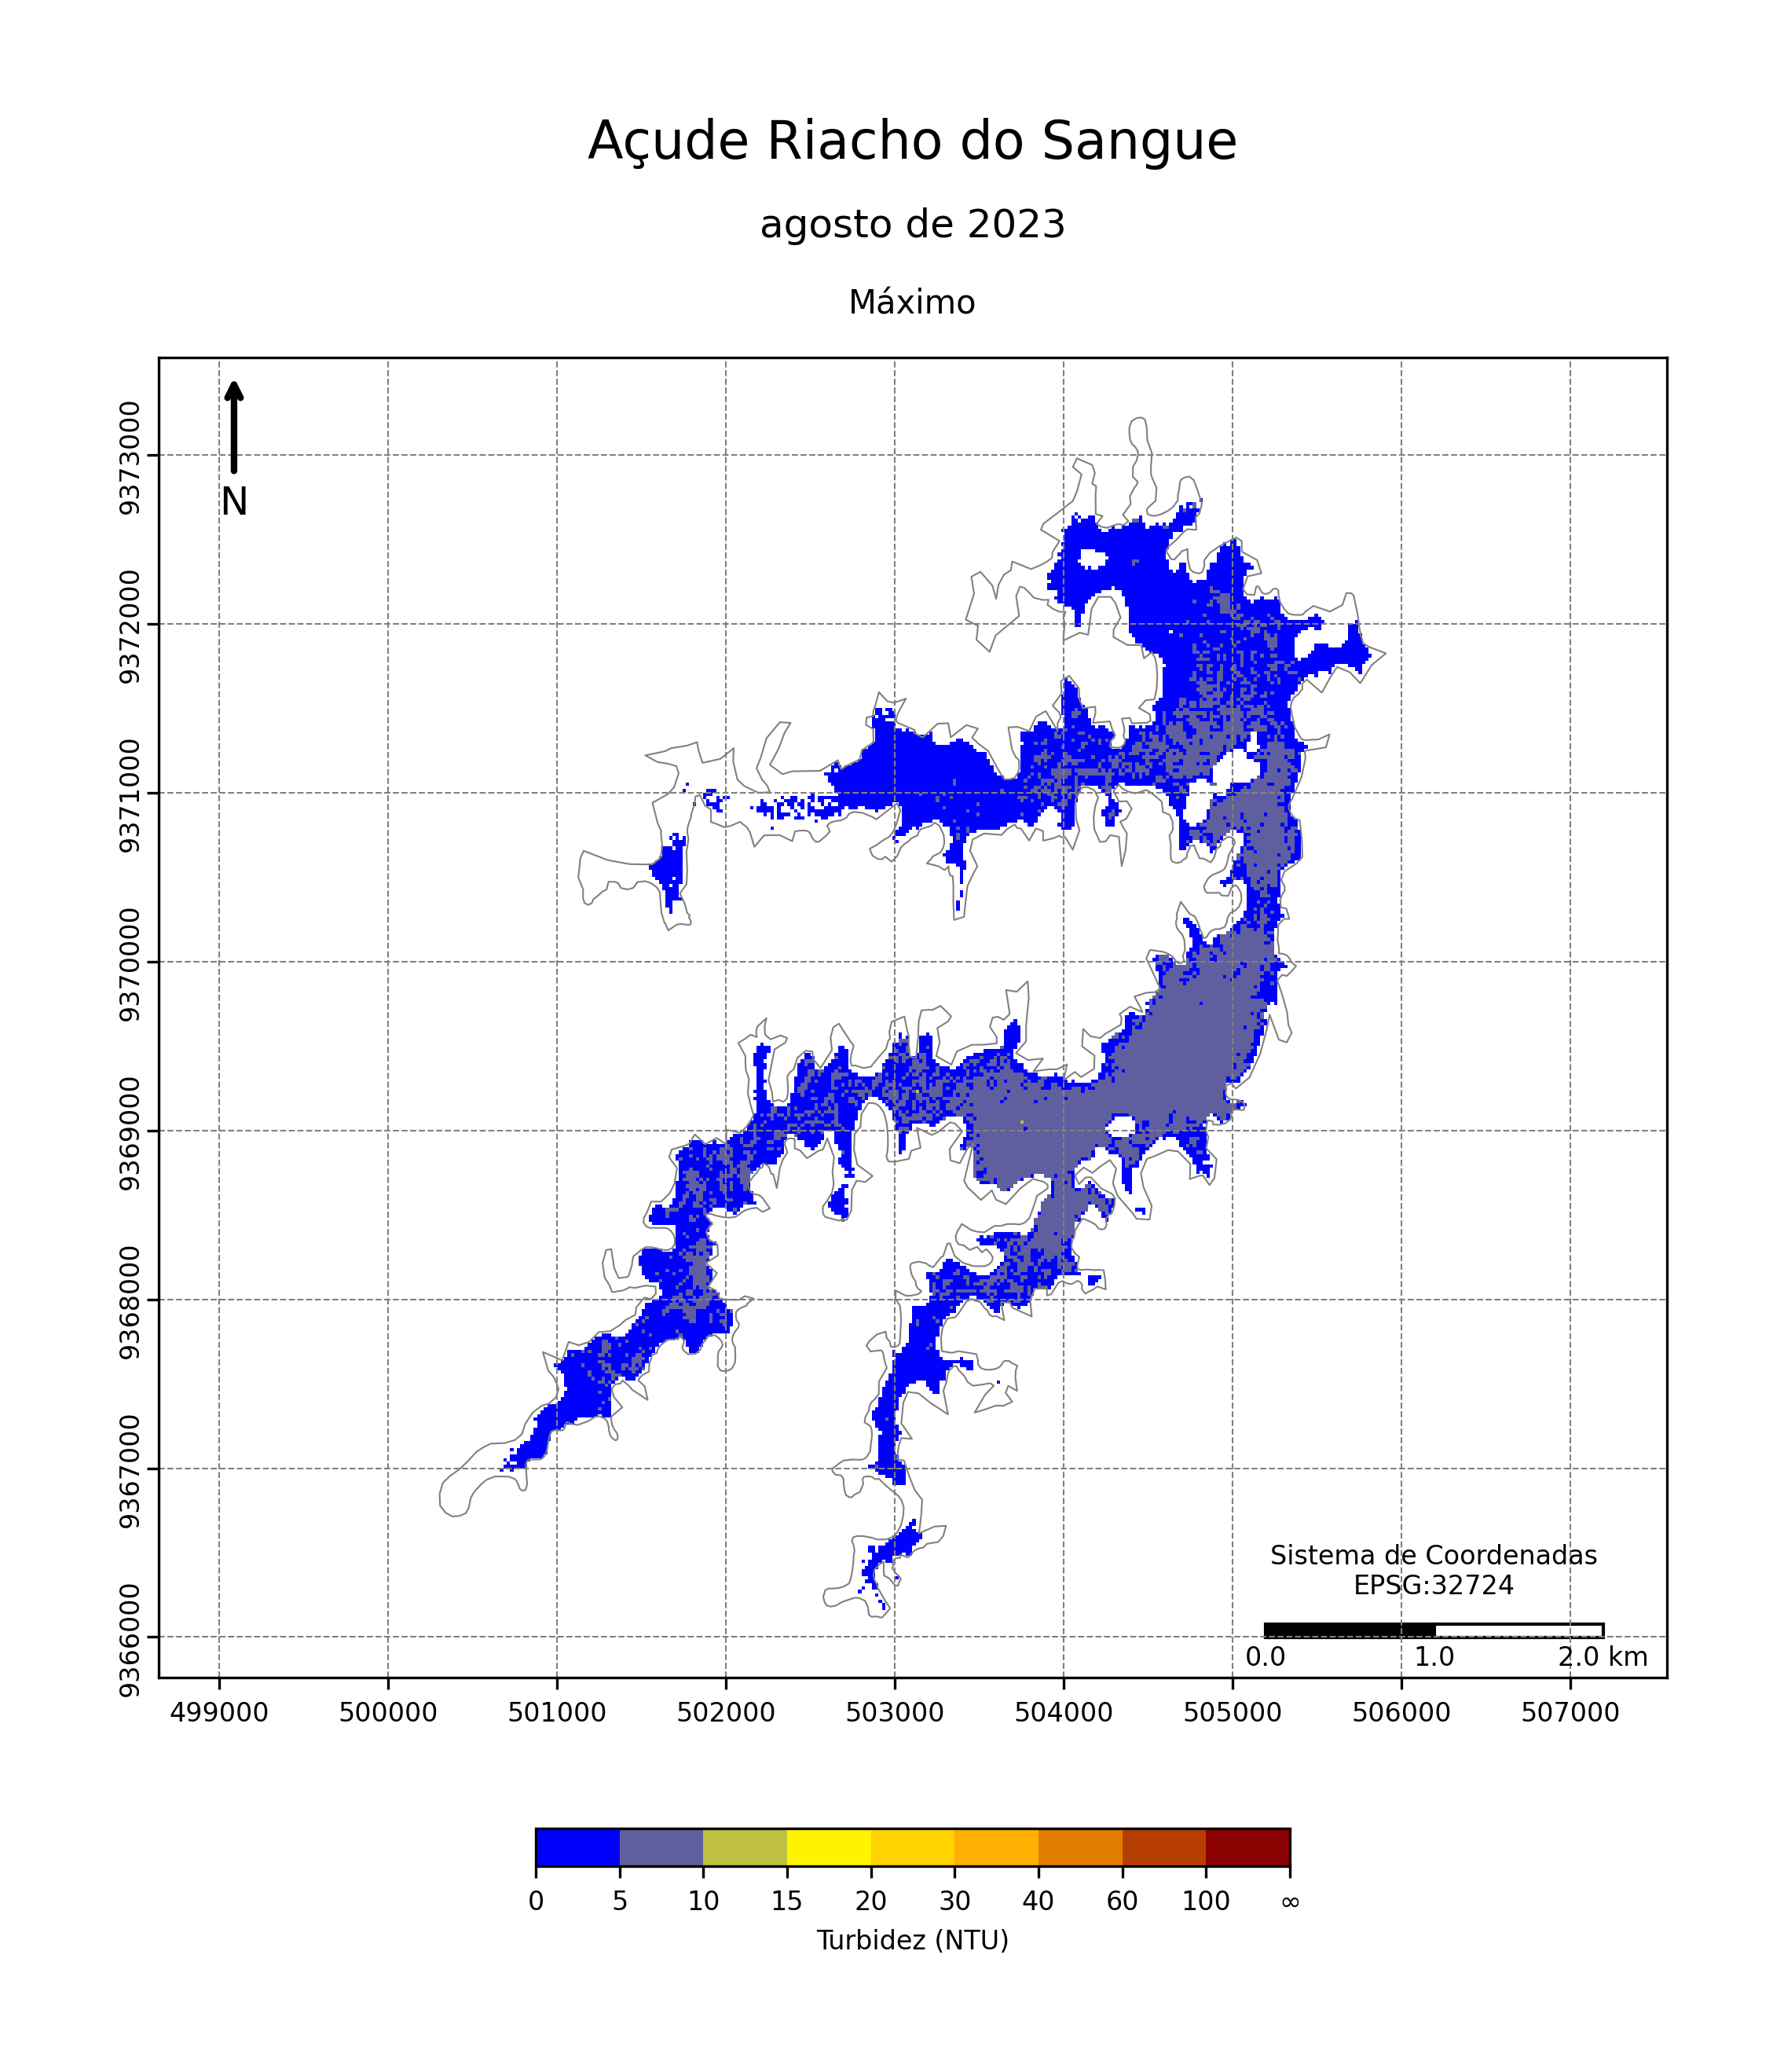 Açude Riacho do Sangue
agosto de 2023
Máximo
N
9373000
9372000
9371000
9370000
9369000
9368000
9367000
9366000
Sistema de Coordenadas
EPSG:32724
0.0 1.0 2.0 km
499000 500000 501000 502000 503000 504000 505000 506000 507000
0 5 10 15 20 30 40 60 100 ∞
Turbidez (NTU)